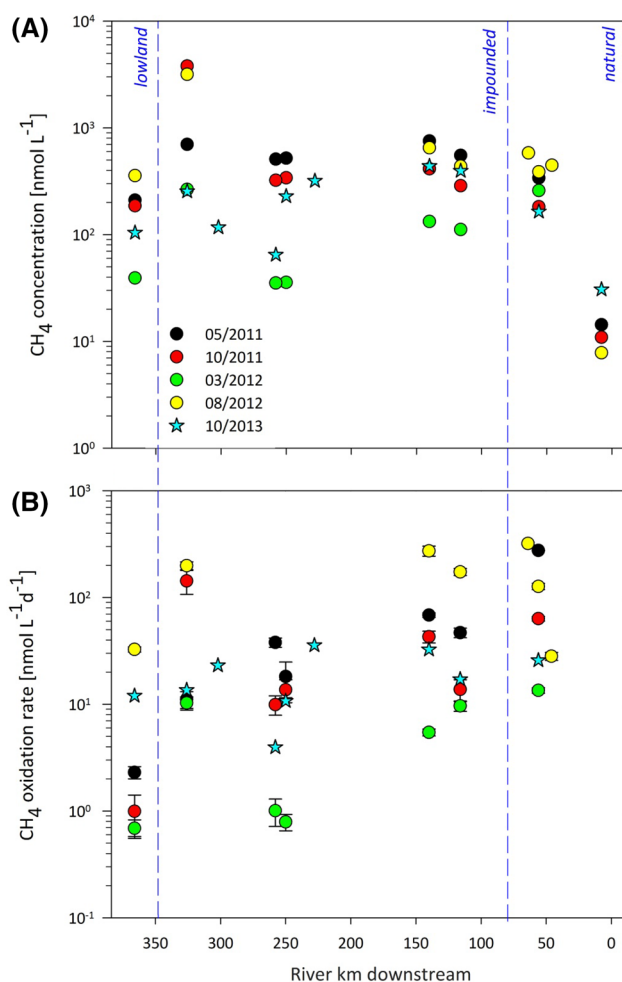 (A)
lowland
impounded
natural
CH₄ concentration [nmol L⁻¹]
10⁴
10³
10²
10¹
10⁰
05/2011
10/2011
03/2012
08/2012
10/2013
(B)
CH₄ oxidation rate [nmol L⁻¹d⁻¹]
10³
10²
10¹
10⁰
10⁻¹
350 300 250 200 150 100 50 0
River km downstream